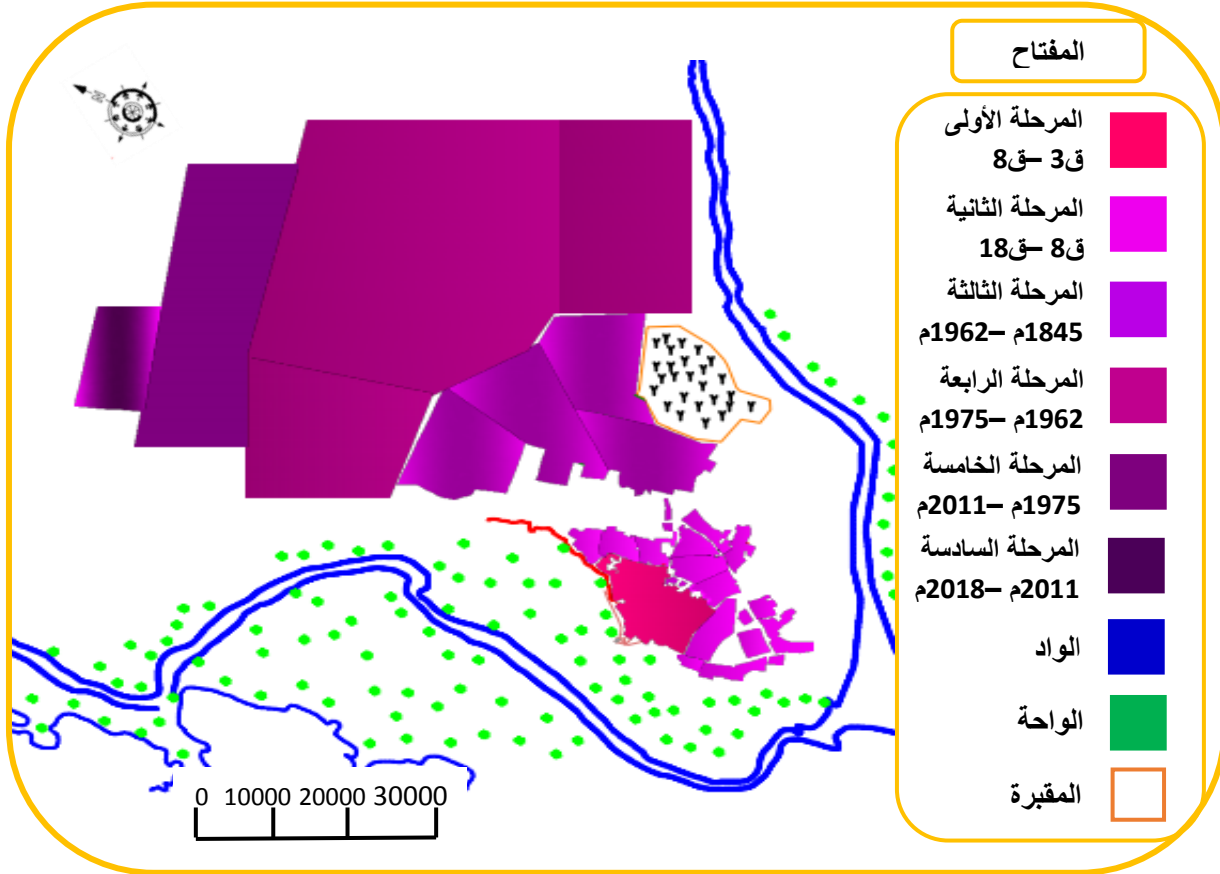 المفتاح
المرحلة الأولى
ق3 –ق8
المرحلة الثانية
ق8 –ق18
المرحلة الثالثة
1845م –1962م
المرحلة الرابعة
1962م –1975م
المرحلة الخامسة
1975م –2011م
المرحلة السادسة
2011م –2018م
الواد
الواحة
المقبرة
N
0 10000 20000 30000